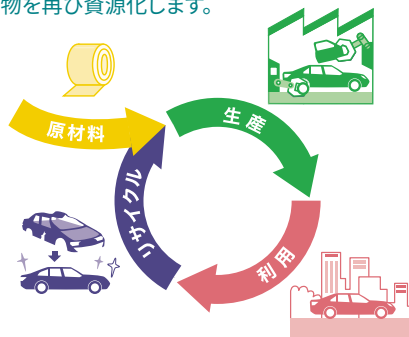 物を再び資源化します。
原材料
生産
利用
リサイクル